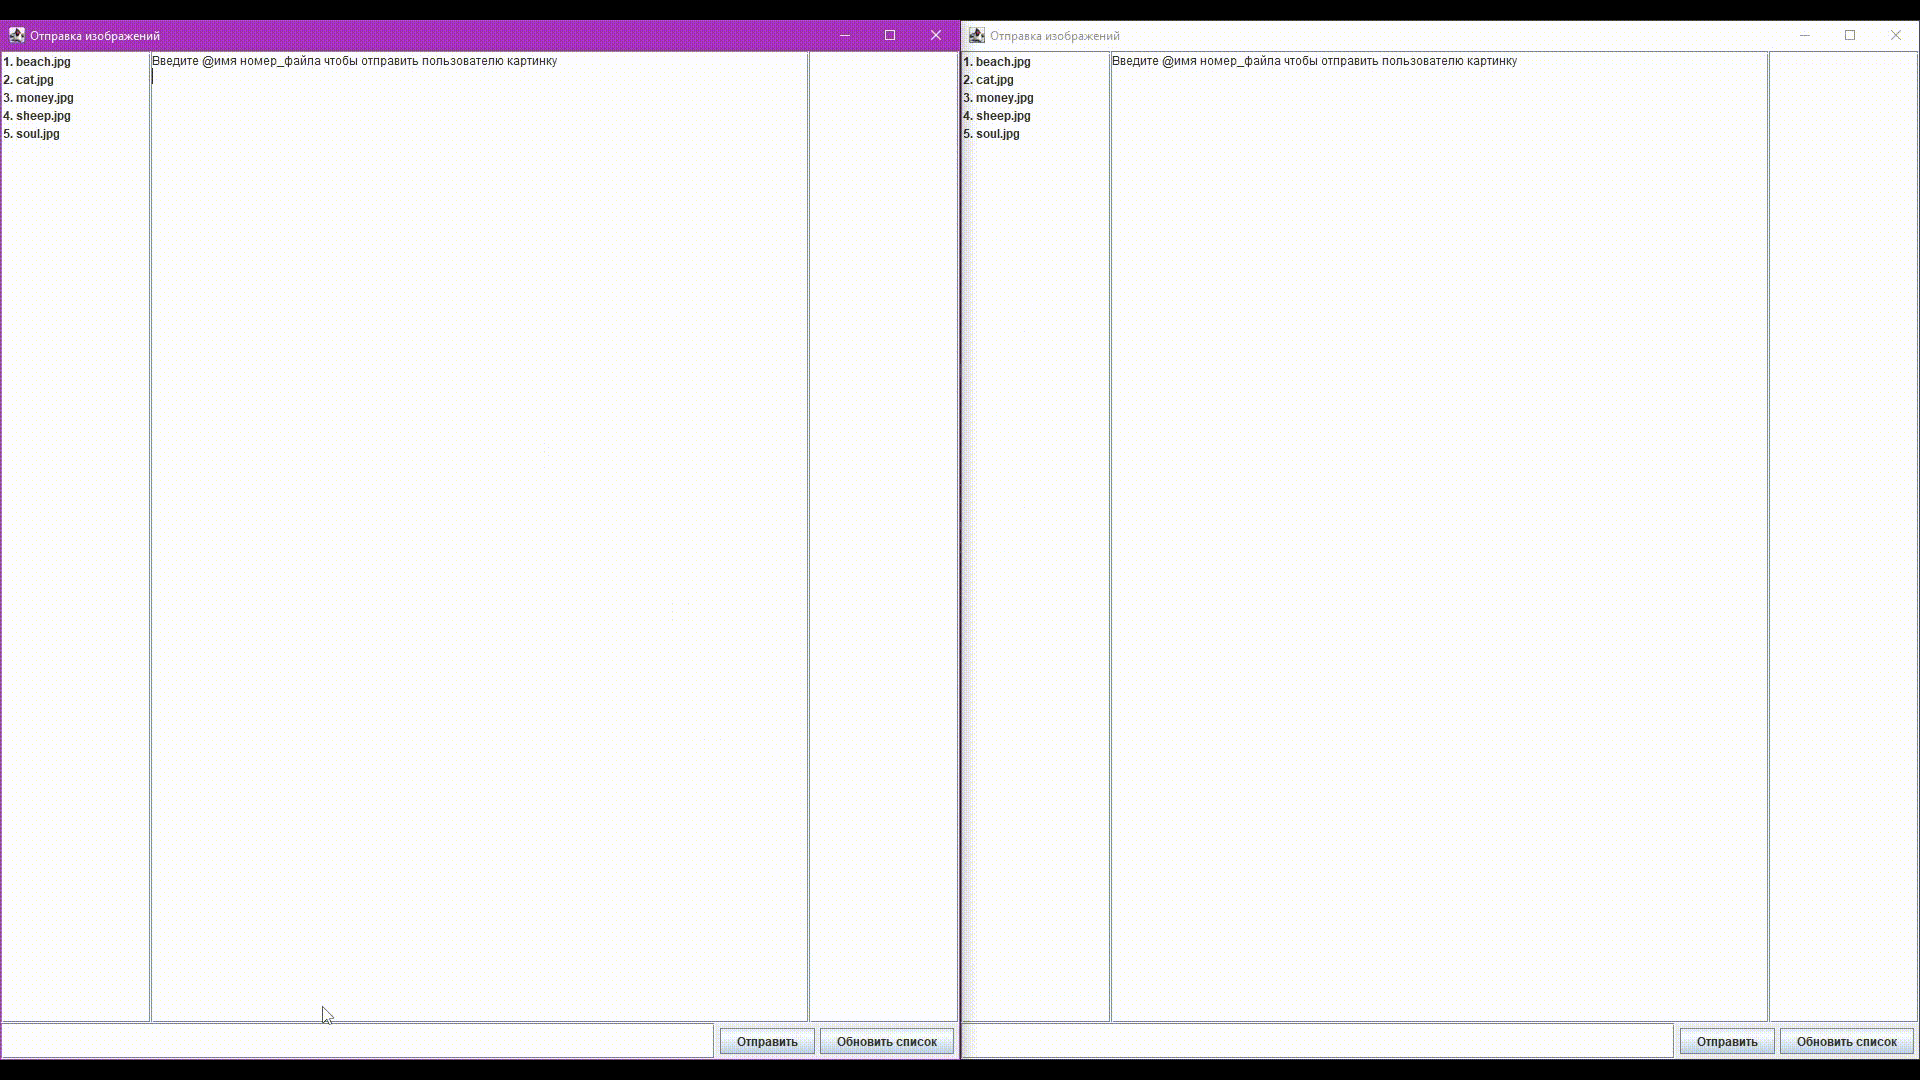 Отправка изображений
1. beach.jpg
2. cat.jpg
3. money.jpg
4. sheep.jpg
5. soul.jpg
Введите @имя номер_файла чтобы отправить пользователю картинку
Отправить
Обновить список
Отправка изображений
1. beach.jpg
2. cat.jpg
3. money.jpg
4. sheep.jpg
5. soul.jpg
Введите @имя номер_файла чтобы отправить пользователю картинку
Отправить
Обновить список